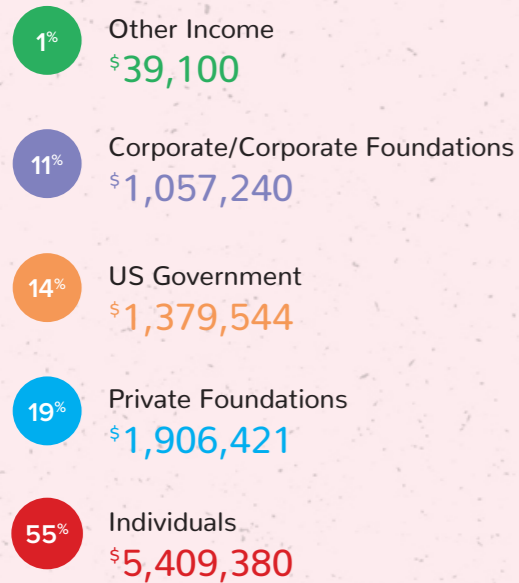 1%
Other Income
$39,100
11%
Corporate/Corporate Foundations
$1,057,240
14%
US Government
$1,379,544
19%
Private Foundations
$1,906,421
55%
Individuals
$5,409,380